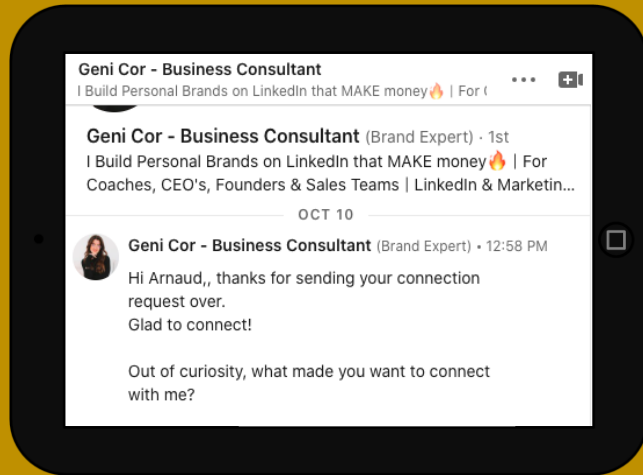 Geni Cor - Business Consultant
I Build Personal Brands on LinkedIn that MAKE money🔥 | For (
Geni Cor - Business Consultant (Brand Expert) · 1st
I Build Personal Brands on LinkedIn that MAKE money🔥 | For
Coaches, CEO's, Founders & Sales Teams | LinkedIn & Marketin...
OCT 10
Geni Cor - Business Consultant (Brand Expert) • 12:58 PM
Hi Arnaud,, thanks for sending your connection
request over.
Glad to connect!
Out of curiosity, what made you want to connect
with me?